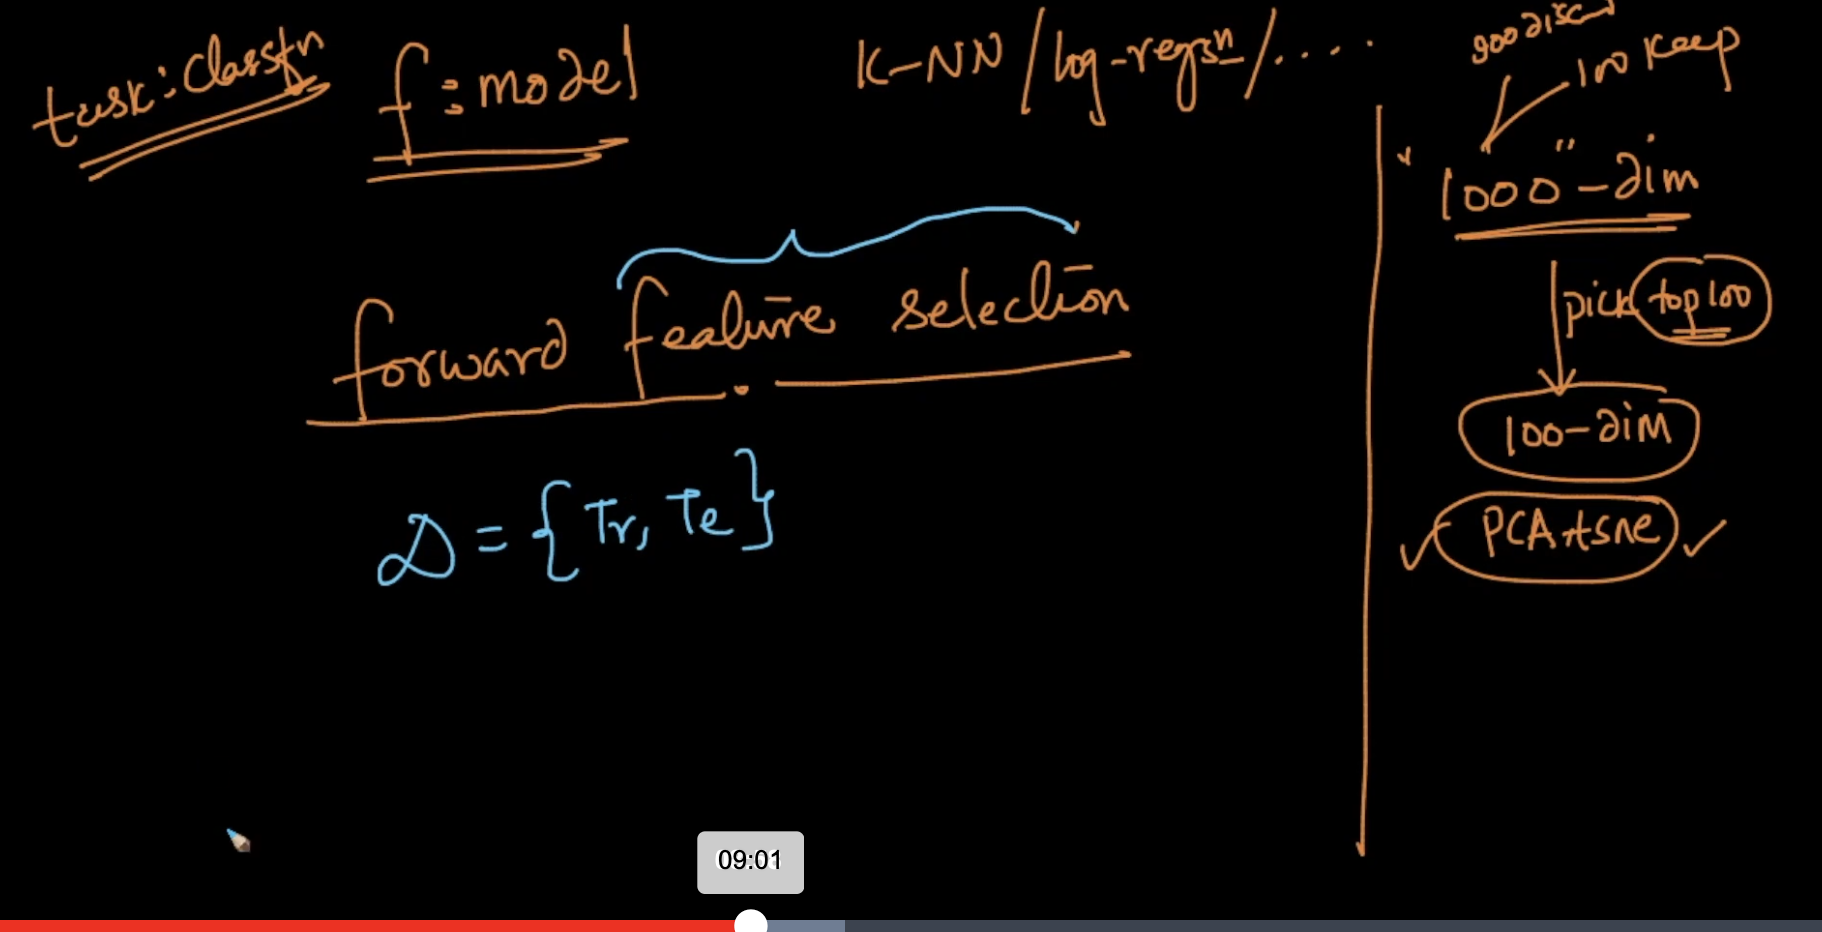 task: Classfn
f: model
K-NN / log-regsn / ....
900 disc
100 keep
1000-dim
pick top 100
100-dim
PCA tsne
forward feature selection
D = { Tr, Te }
09:01